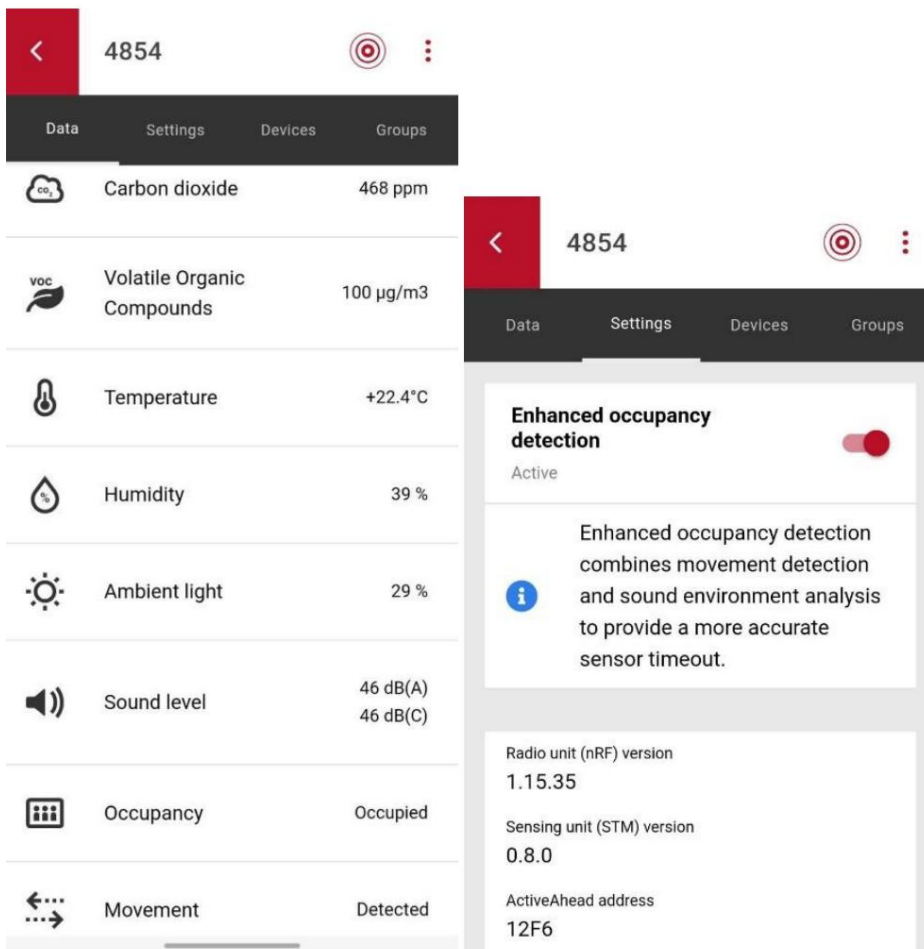 4854
Data Settings Devices Groups
CO₂
Carbon dioxide 468 ppm
VOC
Volatile Organic
Compounds
100 µg/m3
Temperature +22.4°C
%
Humidity 39 %
Ambient light 29 %
Sound level
46 dB(A)
46 dB(C)
Occupancy Occupied
Movement Detected
4854
Data Settings Devices Groups
Enhanced occupancy
detection
Active
i
Enhanced occupancy detection
combines movement detection
and sound environment analysis
to provide a more accurate
sensor timeout.
Radio unit (nRF) version
1.15.35
Sensing unit (STM) version
0.8.0
ActiveAhead address
12F6